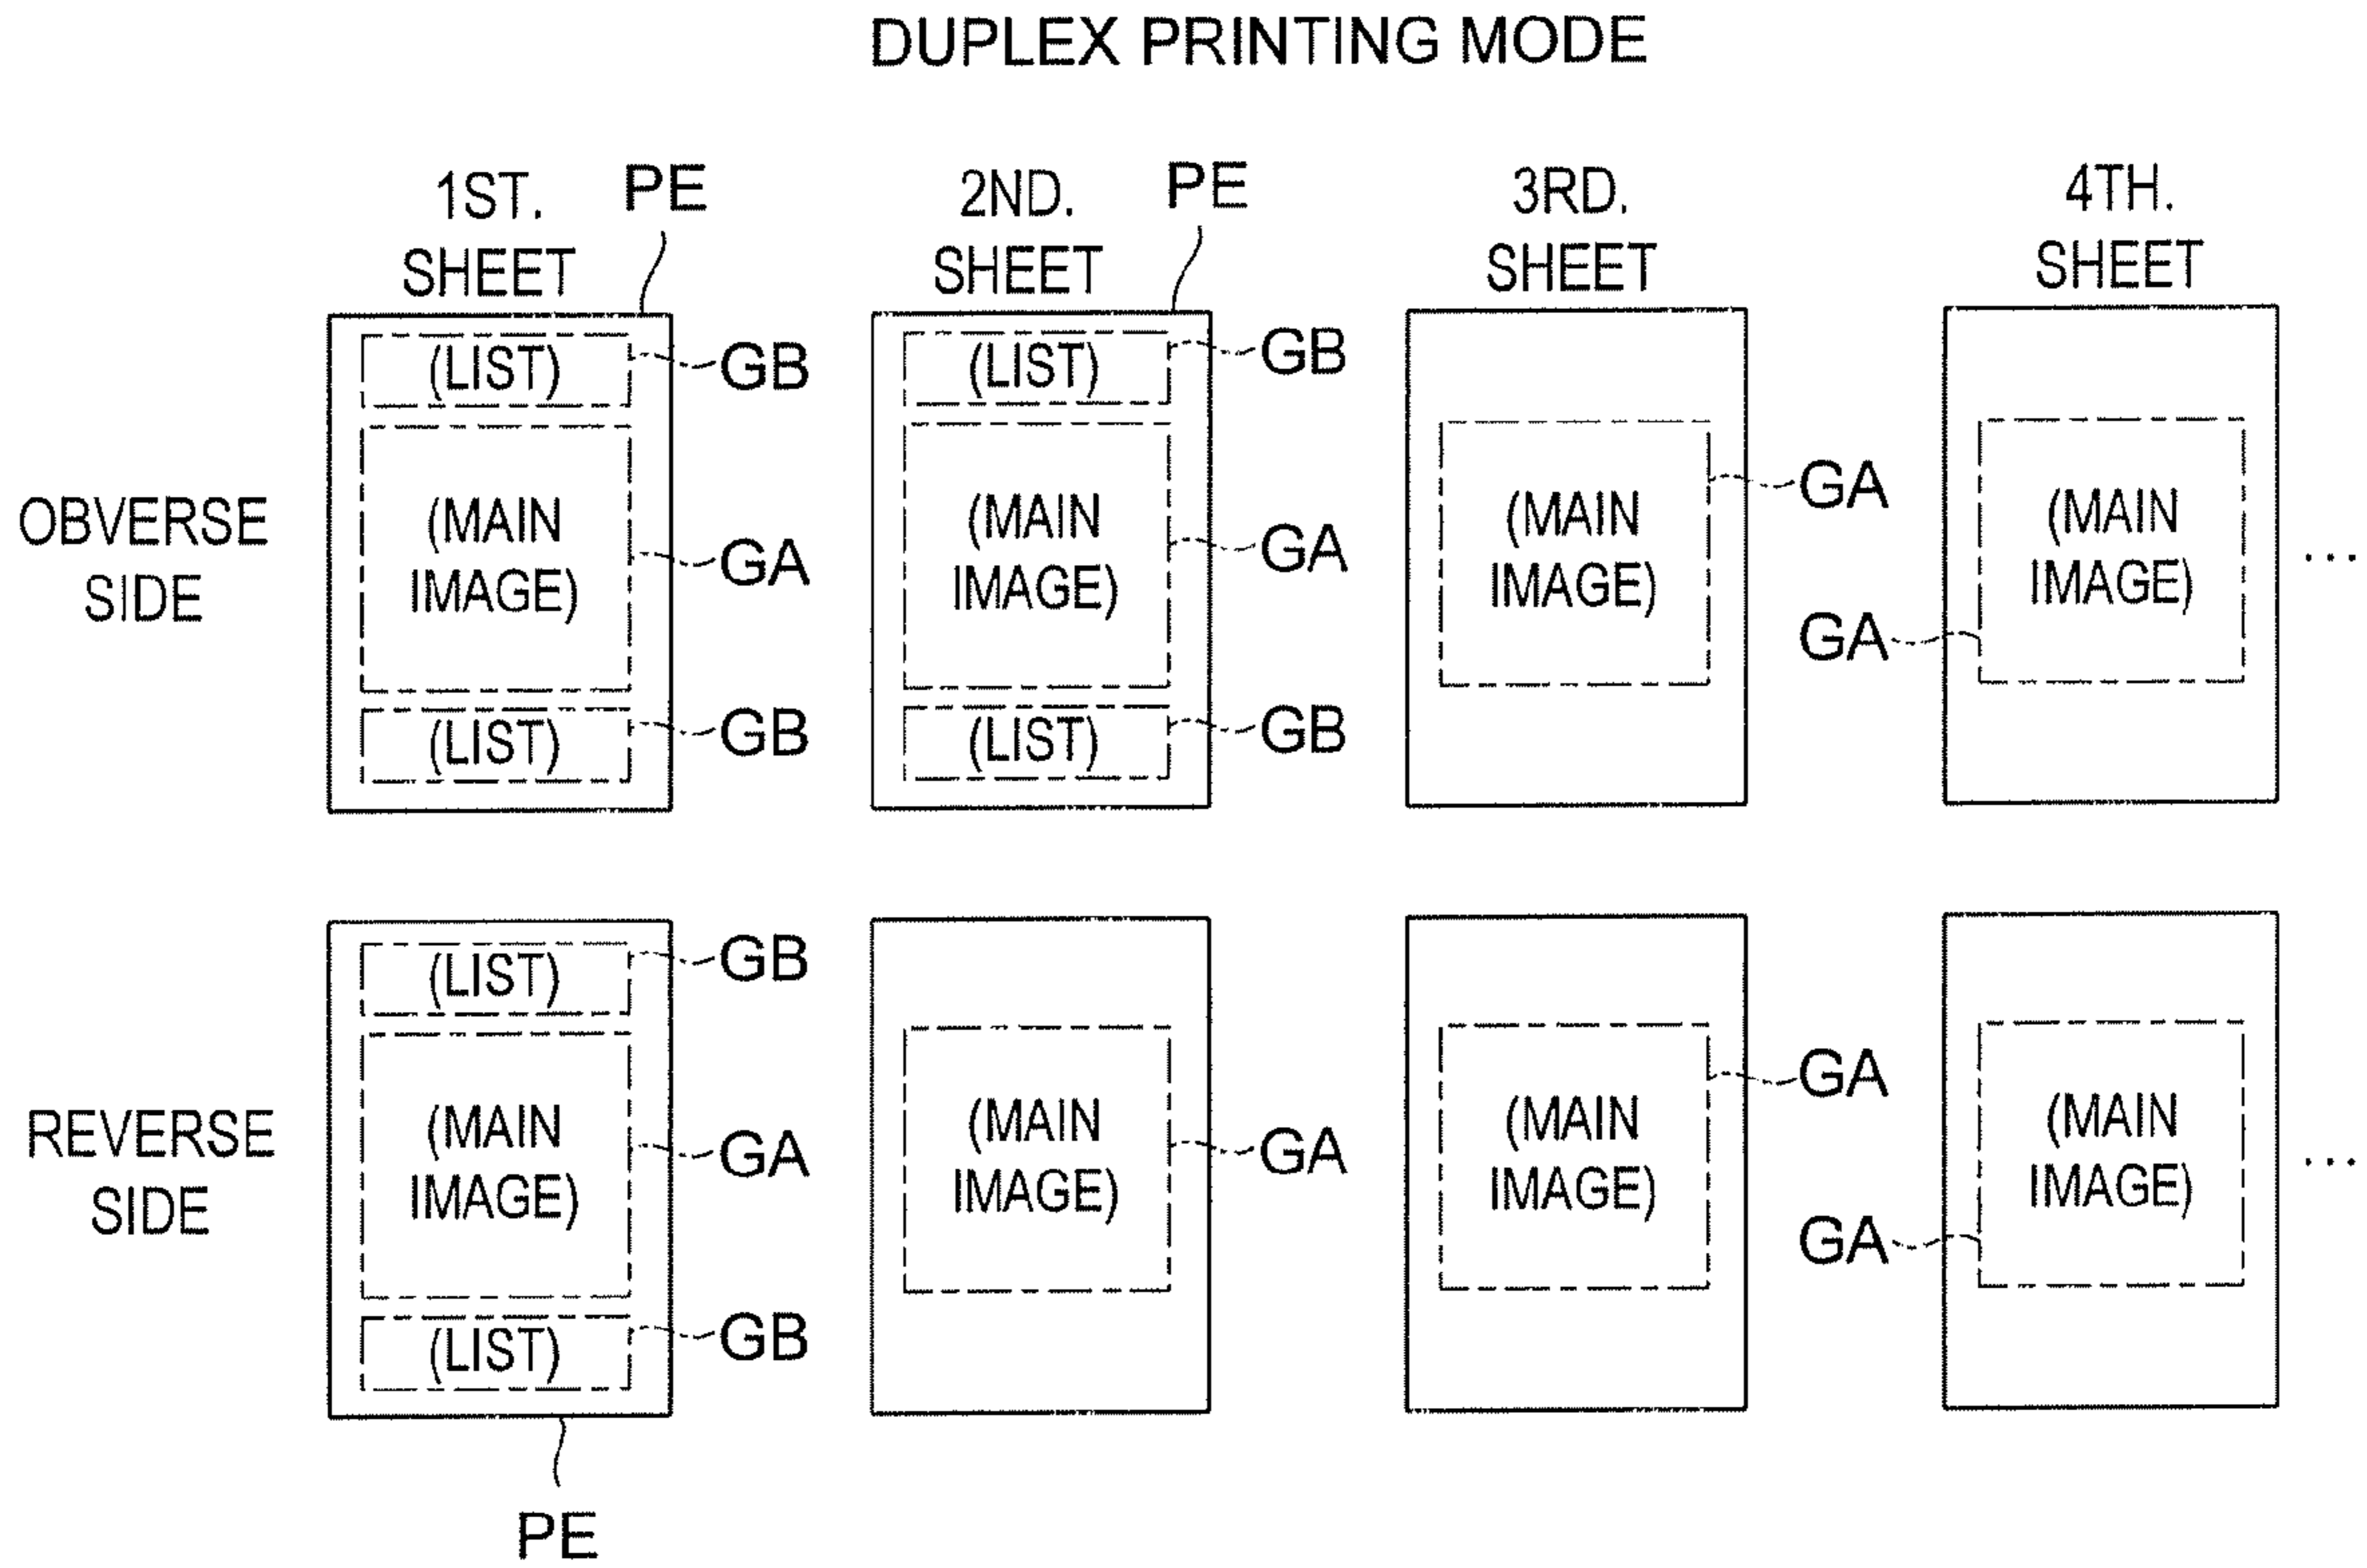 DUPLEX PRINTING MODE
1ST.
SHEET
PE
2ND.
SHEET
PE
3RD.
SHEET
4TH.
SHEET
OBVERSE
SIDE
(LIST)
GB
(MAIN
IMAGE)
GA
(LIST)
GB
(LIST)
GB
(MAIN
IMAGE)
GA
(LIST)
GB
(MAIN
IMAGE)
GA
(MAIN
IMAGE)
GA
...
REVERSE
SIDE
(LIST)
GB
(MAIN
IMAGE)
GA
(LIST)
GB
PE
(MAIN
IMAGE)
GA
(MAIN
IMAGE)
GA
(MAIN
IMAGE)
GA
...